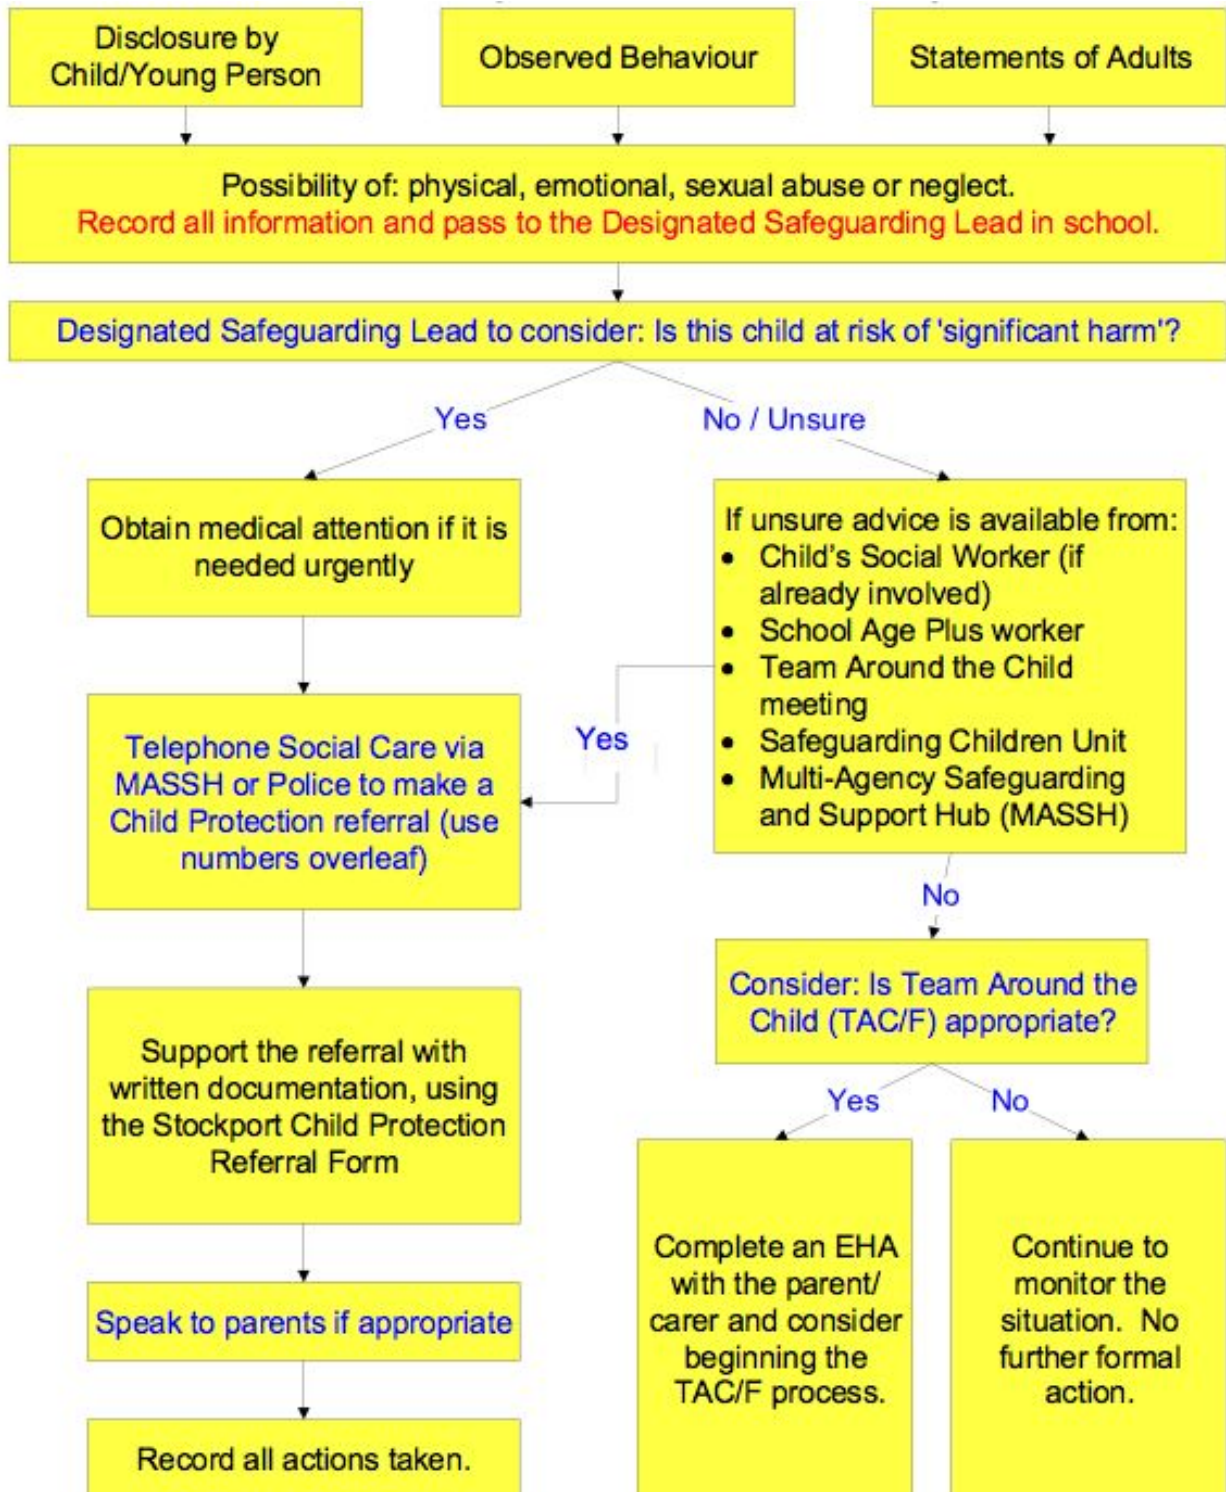 Disclosure by
Child/Young Person
Observed Behaviour
Statements of Adults
Possibility of: physical, emotional, sexual abuse or neglect.
Record all information and pass to the Designated Safeguarding Lead in school.
Designated Safeguarding Lead to consider: Is this child at risk of 'significant harm'?
Yes
No / Unsure
Obtain medical attention if it is
needed urgently
If unsure advice is available from:
• Child's Social Worker (if
already involved)
• School Age Plus worker
• Team Around the Child
meeting
• Safeguarding Children Unit
• Multi-Agency Safeguarding
and Support Hub (MASSH)
Yes
Telephone Social Care via
MASSH or Police to make a
Child Protection referral (use
numbers overleaf)
No
Consider: Is Team Around the
Child (TAC/F) appropriate?
Support the referral with
written documentation, using
the Stockport Child Protection
Referral Form
Yes
No
Complete an EHA
with the parent/
carer and consider
beginning the
TAC/F process.
Continue to
monitor the
situation. No
further formal
action.
Speak to parents if appropriate
Record all actions taken.